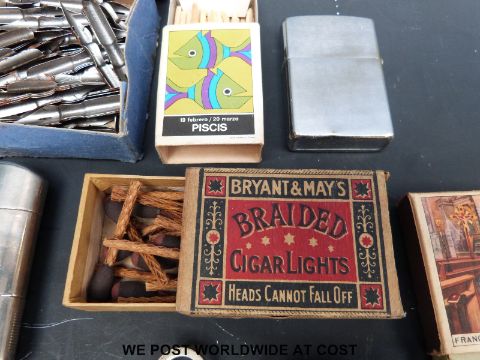 19 febrero / 20 marzo
PISCIS
BRYANT & MAY'S
BRAIDED
CIGAR LIGHTS
HEADS CANNOT FALL OFF
FRANC
WE POST WORLDWIDE AT COST